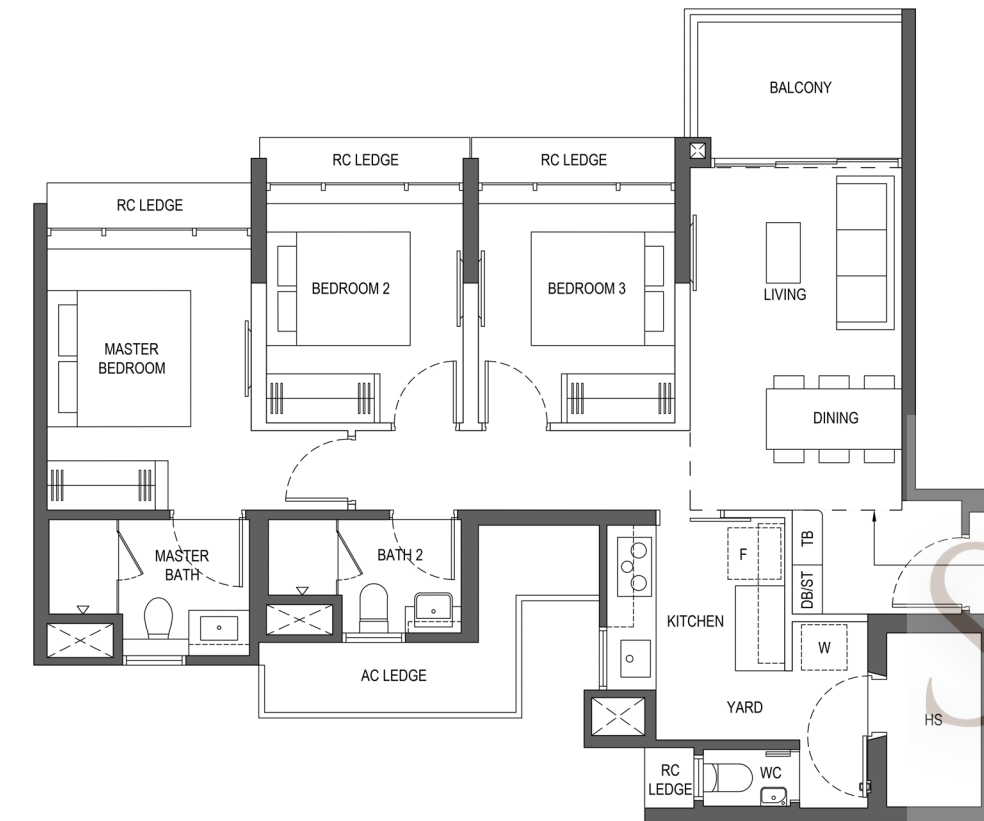 BALCONY
RC LEDGE
RC LEDGE
RC LEDGE
BEDROOM 2
BEDROOM 3
LIVING
MASTER
BEDROOM
DINING
MASTER
BATH
BATH 2
F
TB
DB/ST
KITCHEN
W
AC LEDGE
YARD
HS
RC
LEDGE
WC